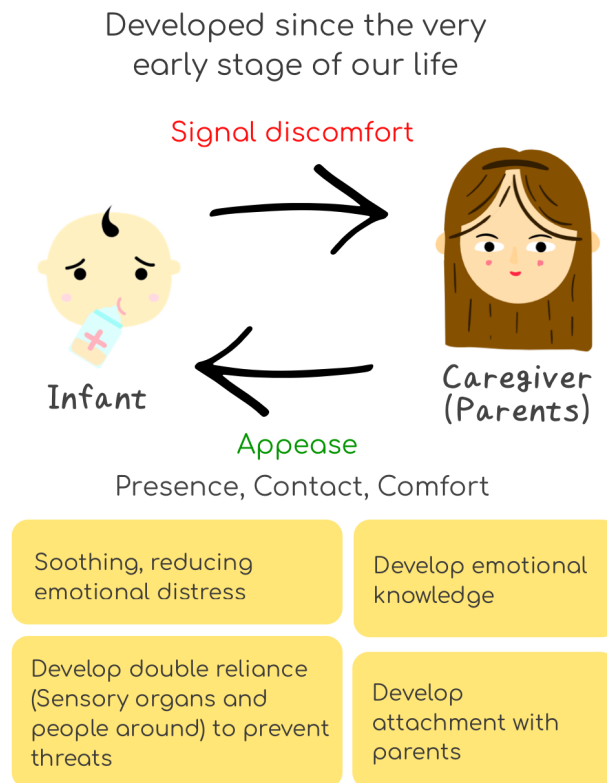 Developed since the very
early stage of our life
Signal discomfort
Infant
Caregiver
(Parents)
Appease
Presence, Contact, Comfort
Soothing, reducing
emotional distress
Develop emotional
knowledge
Develop double reliance
(Sensory organs and
people around) to prevent
threats
Develop
attachment with
parents